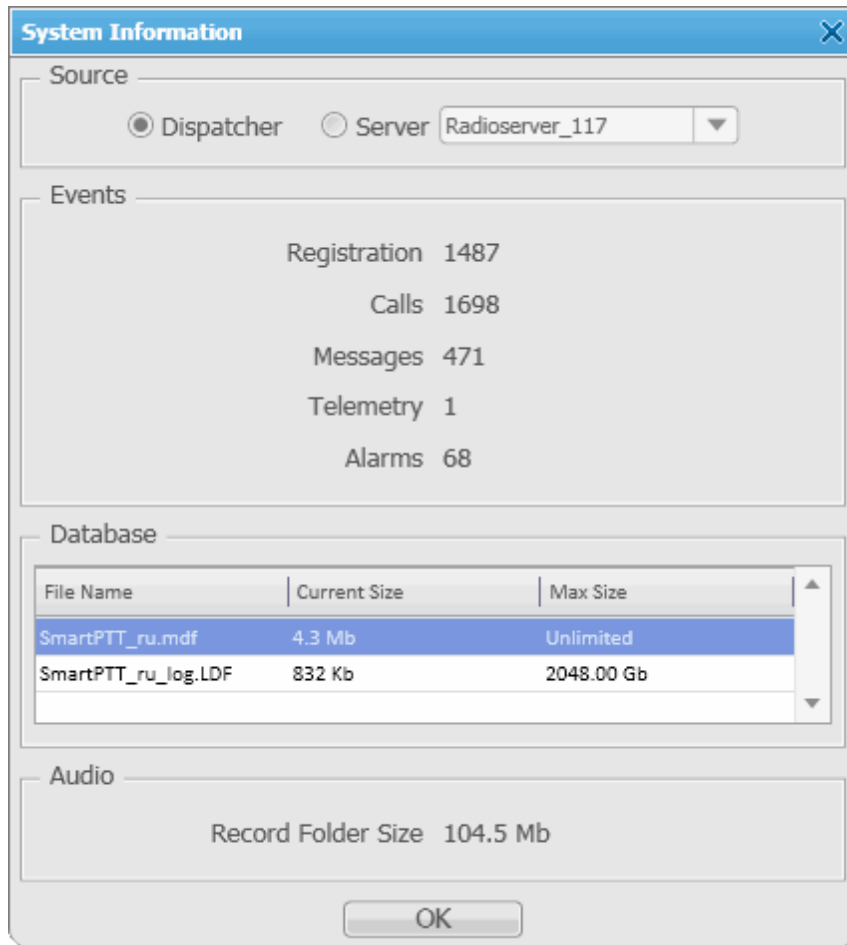 System Information
Source
Dispatcher Server Radioserver_117
Events
Registration 1487
Calls 1698
Messages 471
Telemetry 1
Alarms 68
Database
File Name Current Size Max Size
SmartPTT_ru.mdf 4.3 Mb Unlimited
SmartPTT_ru_log.LDF 832 Kb 2048.00 Gb
Audio
Record Folder Size 104.5 Mb
OK